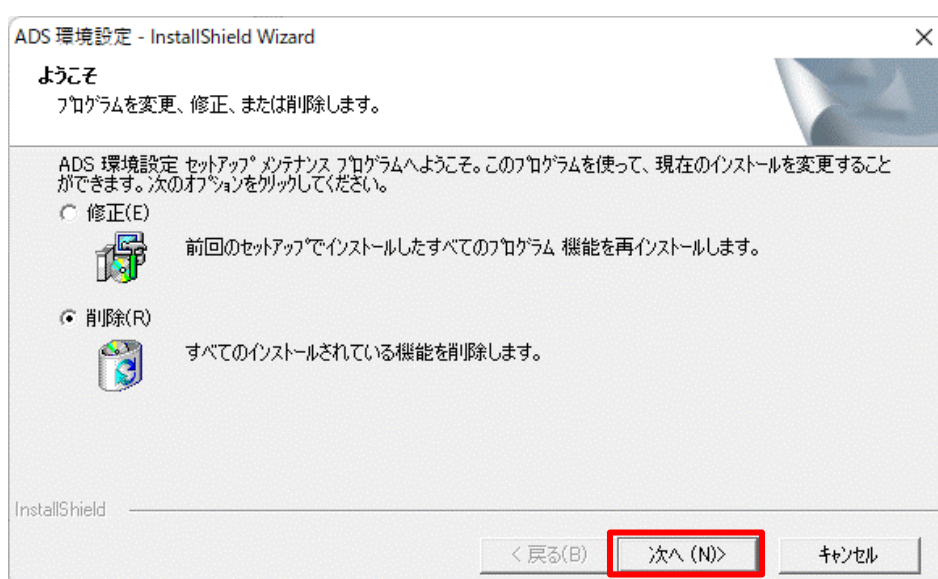 ADS 環境設定 - InstallShield Wizard
ようこそ
プログラムを変更、修正、または削除します。
ADS 環境設定 セットアップ メンテナンス プログラムへようこそ。このプログラムを使って、現在のインストールを変更すること
ができます。次のオプションをクリックしてください。
修正(E)
前回のセットアップでインストールしたすべてのプログラム 機能を再インストールします。
削除(R)
すべてのインストールされている機能を削除します。
InstallShield
< 戻る(B)
次へ (N)>
キャンセル